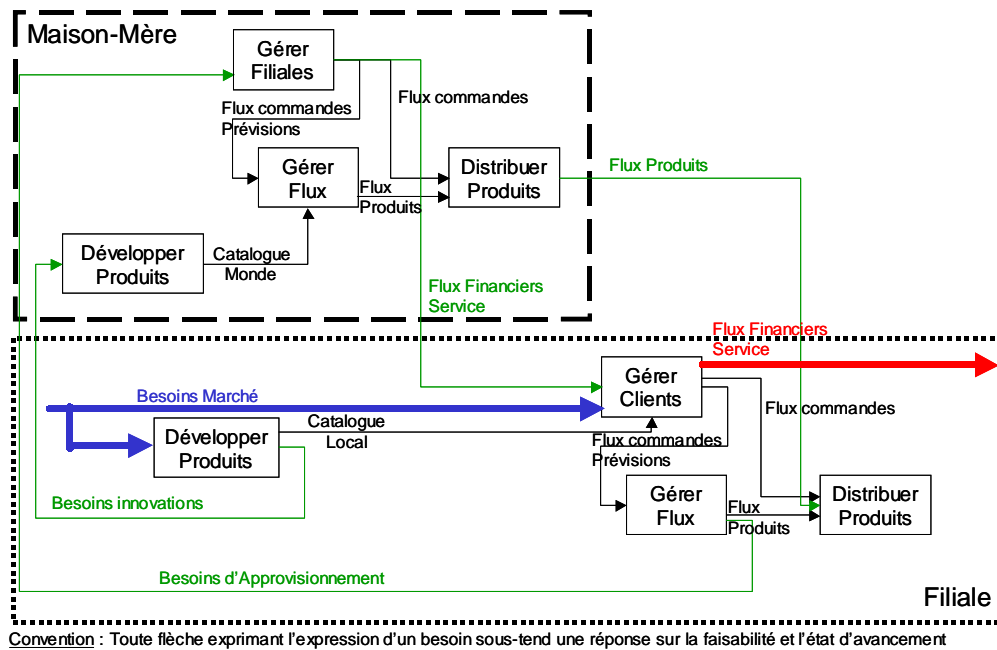 Maison-Mère
Gérer
Filiales
Flux commandes
Flux commandes
Prévisions
Gérer
Flux
Flux
Produits
Distribuer
Produits
Flux Produits
Développer
Produits
Catalogue
Monde
Flux Financiers
Service
Flux Financiers
Service
Besoins Marché
Gérer
Clients
Flux commandes
Catalogue
Local
Développer
Produits
Flux commandes
Prévisions
Besoins innovations
Gérer
Flux
Flux
Produits
Distribuer
Produits
Besoins d'Approvisionnement
Filiale
Convention : Toute flèche exprimant l'expression d'un besoin sous-tend une réponse sur la faisabilité et l'état d'avancement